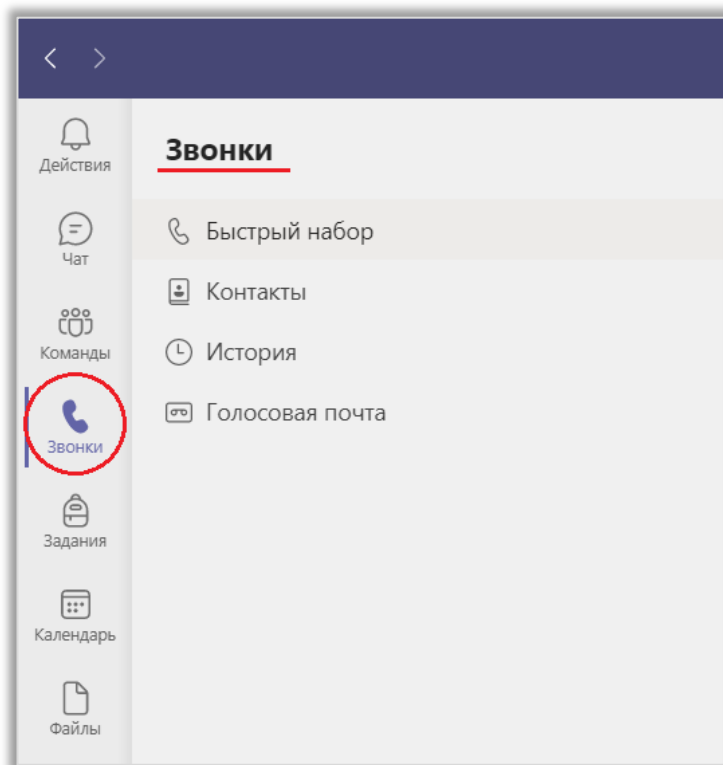 Действия
Чат
Команды
Звонки
Задания
Календарь
Файлы
Звонки
Быстрый набор
Контакты
История
Голосовая почта